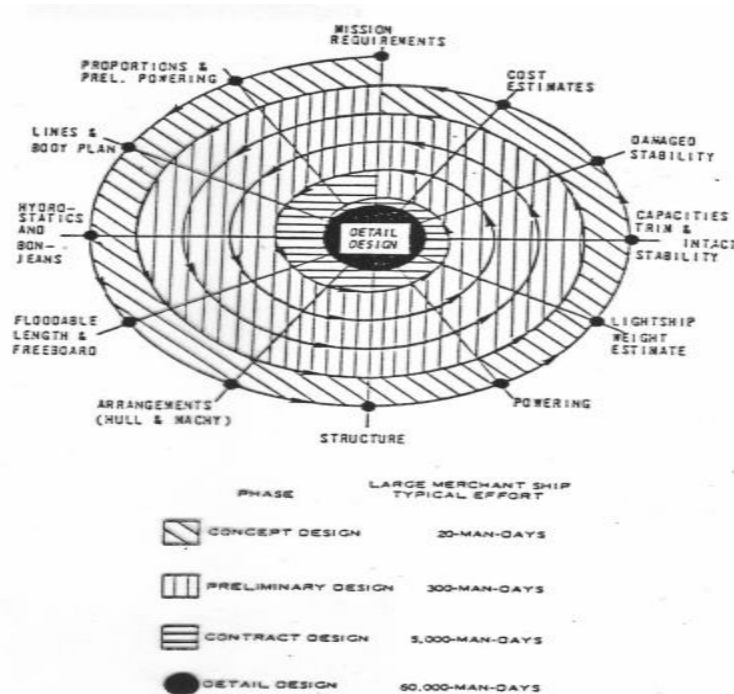 MISSION
REQUIREMENTS
PROPORTIONS &
PREL. POWERING
COST
ESTIMATES
LINES &
BODY PLAN
DAMAGED
STABILITY
HYDRO-
STATICS
AND
BON-
JEANS
DETAIL
DESIGN
CAPACITIES
TRIM & INTACT
STABILITY
FLOODABLE
LENGTH &
FREEBOARD
LIGHTSHIP
WEIGHT
ESTIMATE
ARRANGEMENTS
(HULL & MACHY)
POWERING
STRUCTURE
PHASE
LARGE MERCHANT SHIP
TYPICAL EFFORT
CONCEPT DESIGN 20-MAN-DAYS
PRELIMINARY DESIGN 300-MAN-DAYS
CONTRACT DESIGN 5,000-MAN-DAYS
DETAIL DESIGN 60,000-MAN-DAYS